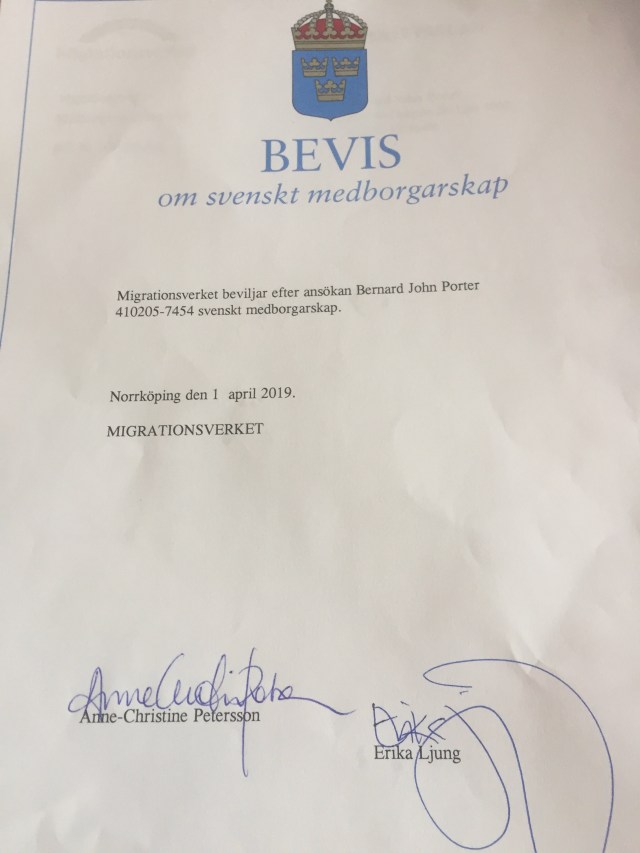 BEVIS
om svenskt medborgarskap
Migrationsverket beviljar efter ansökan Bernard John Porter
410205-7454 svenskt medborgarskap.
Norrköping den 1 april 2019.
MIGRATIONSVERKET
Anne-Christine Petersson
Erika Ljung